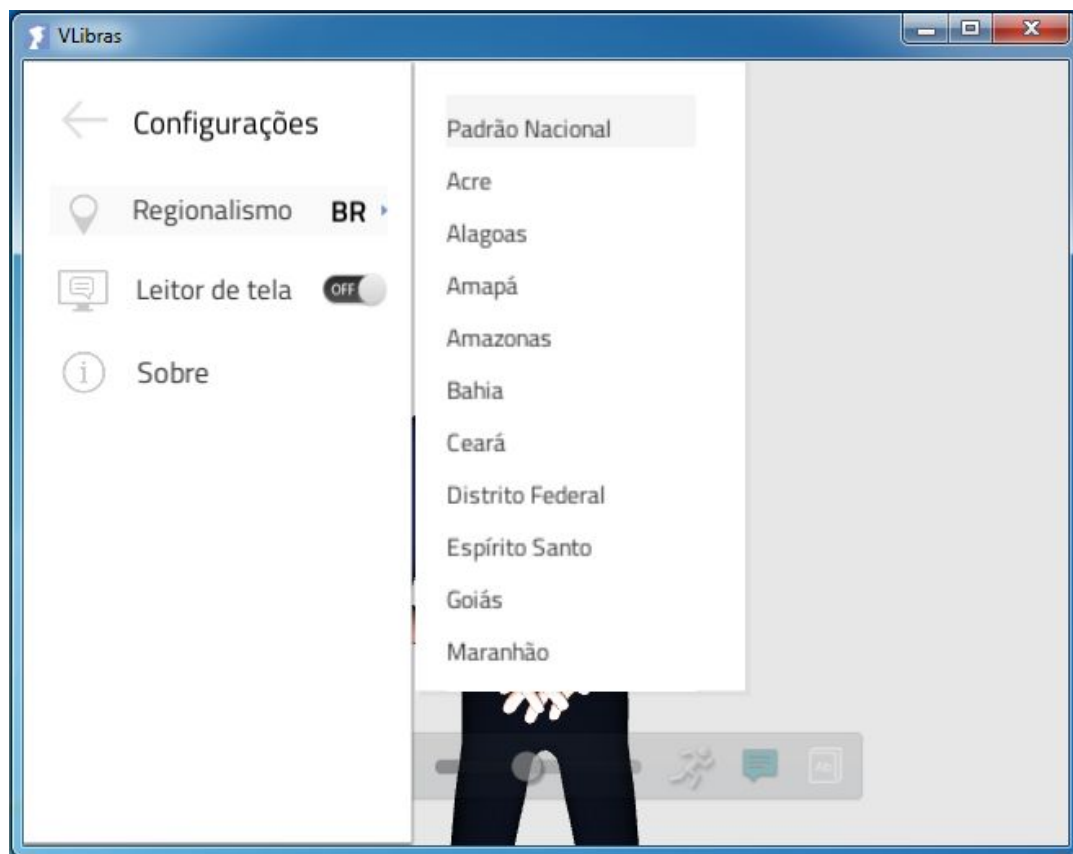 VLibras
Configurações
Regionalismo BR
Leitor de tela OFF
Sobre
Padrão Nacional
Acre
Alagoas
Amapá
Amazonas
Bahia
Ceará
Distrito Federal
Espírito Santo
Goiás
Maranhão
Ab